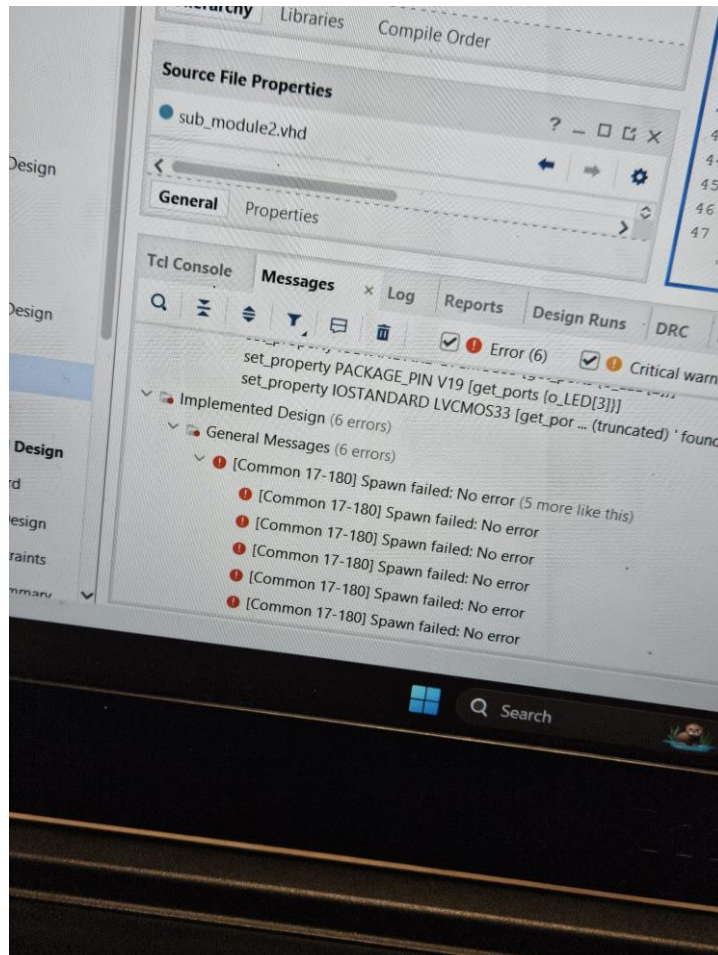 Hierarchy Libraries Compile Order
Source File Properties
? _
sub_module2.vhd
General Properties
4
44
45
46
47
Design
Design
Design
rd
esign
raints
mmary
Tcl Console Messages × Log Reports Design Runs DRC
Error (6) Critical warn
set_property PACKAGE_PIN V19 [get_ports {o_LED[3]}]
set_property IOSTANDARD LVCMOS33 [get_por ... (truncated) ' found
Implemented Design (6 errors)
General Messages (6 errors)
[Common 17-180] Spawn failed: No error (5 more like this)
[Common 17-180] Spawn failed: No error
[Common 17-180] Spawn failed: No error
[Common 17-180] Spawn failed: No error
[Common 17-180] Spawn failed: No error
[Common 17-180] Spawn failed: No error
Search